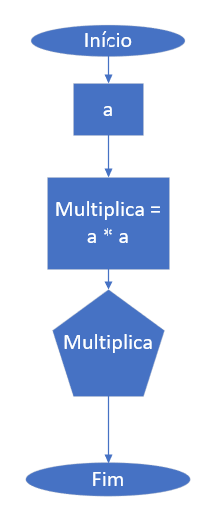 Início
a
Multiplica =
a * a
Multiplica
Fim